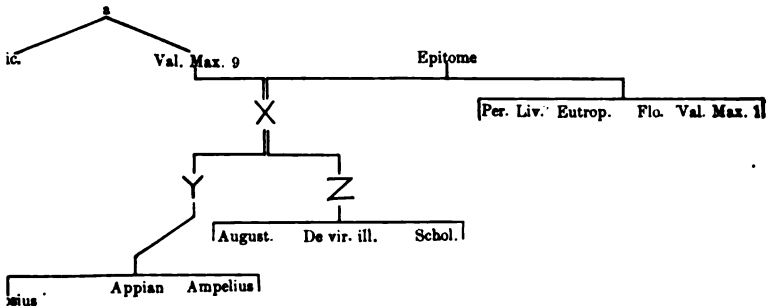 a
ic. Val. Max. 9 Epitome
X
Per. Liv. Eutrop. Flo. Val. Max. 1
Y Z
August. De vir. ill. Schol.
Appian Ampelius
sius